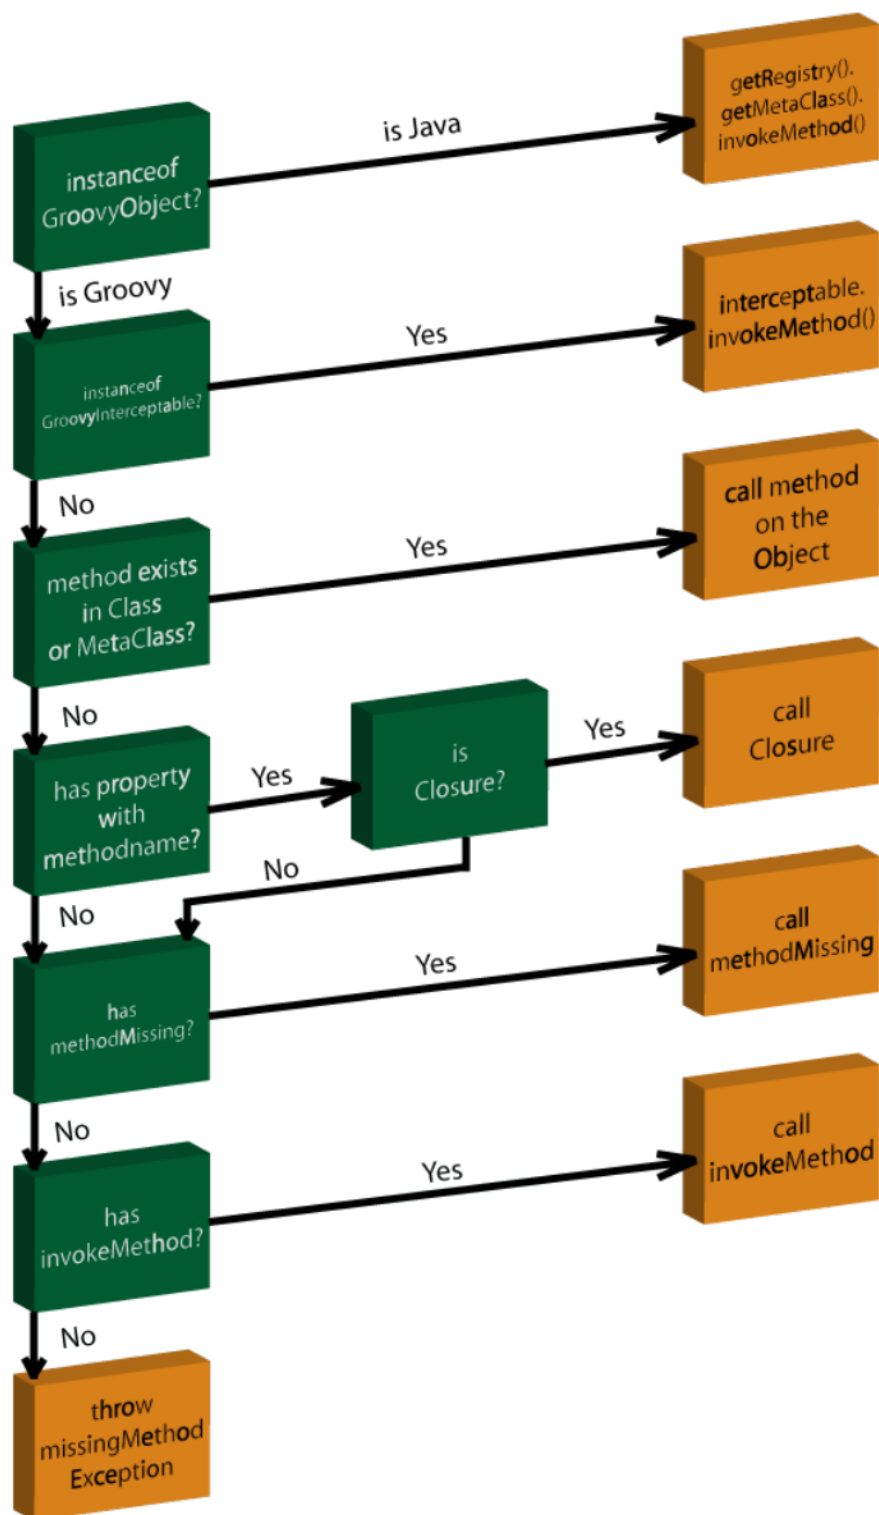 getRegistry().
getMetaClass().
invokeMethod()
is Java
instanceof
GroovyObject?
is Groovy
interceptable.
invokeMethod()
Yes
instanceof
GroovyInterceptable?
No
call method
on the
Object
Yes
method exists
in Class
or MetaClass?
No
call
Closure
Yes
is
Closure?
Yes
has property
with
methodname?
No
No
call
methodMissing
Yes
has
methodMissing?
No
call
invokeMethod
Yes
has
invokeMethod?
No
throw
missingMethod
Exception